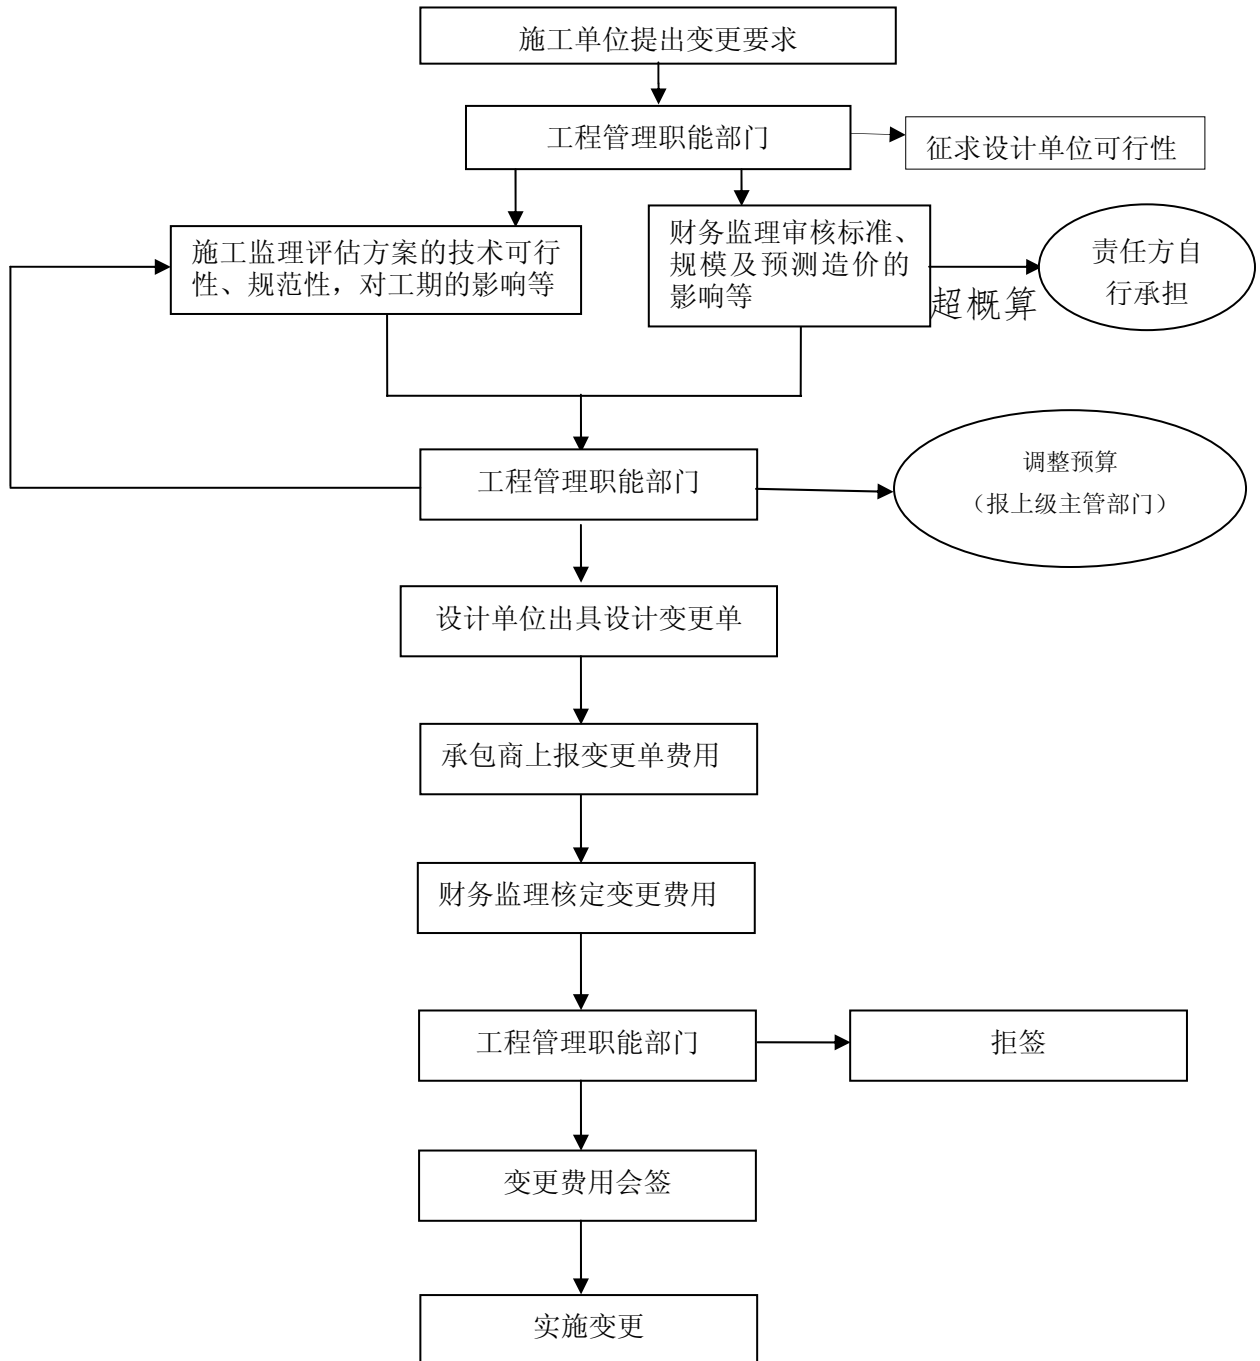 施工单位提出变更要求
工程管理职能部门
征求设计单位可行性
施工监理评估方案的技术可行
性、规范性，对工期的影响等
财务监理审核标准、
规模及预测造价的
影响等
超概算
责任方自
行承担
工程管理职能部门
调整预算
（报上级主管部门）
设计单位出具设计变更单
承包商上报变更单费用
财务监理核定变更费用
工程管理职能部门
拒签
变更费用会签
实施变更